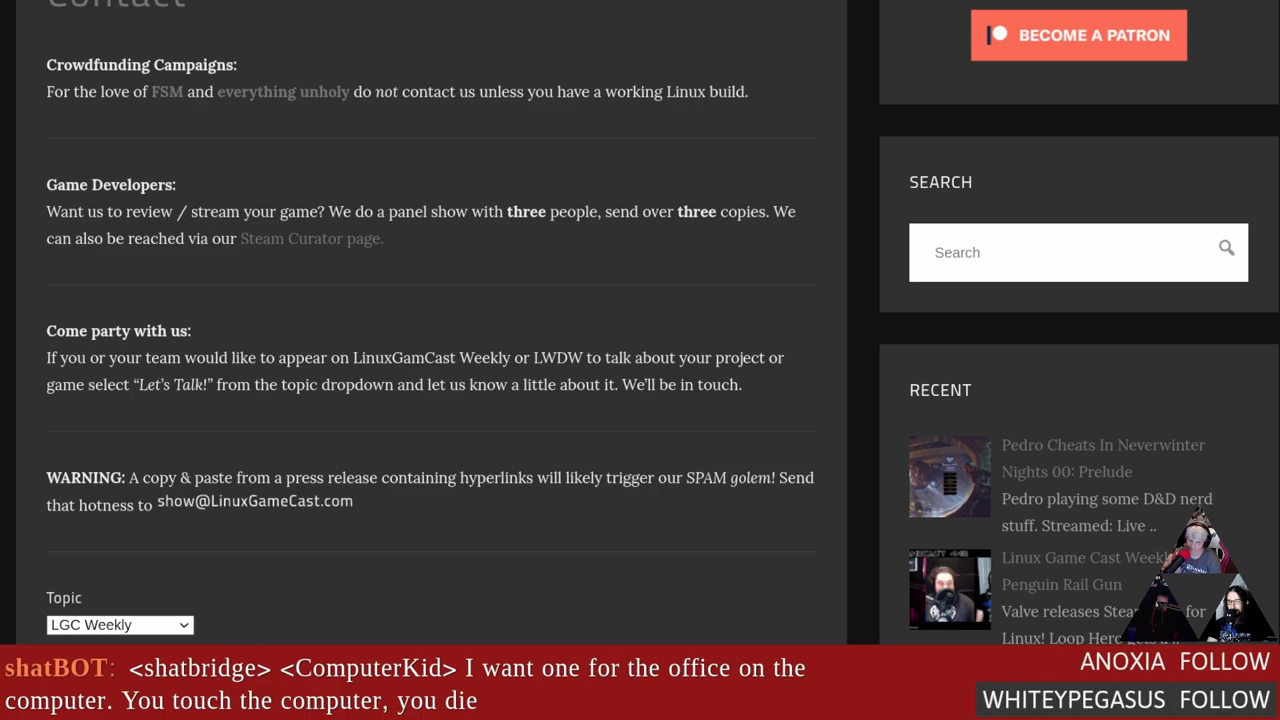 Contact
Crowdfunding Campaigns:
For the love of FSM and everything unholy do not contact us unless you have a working Linux build.
Game Developers:
Want us to review / stream your game? We do a panel show with three people, send over three copies. We
can also be reached via our Steam Curator page.
Come party with us:
If you or your team would like to appear on LinuxGamCast Weekly or LWDW to talk about your project or
game select “Let’s Talk!” from the topic dropdown and let us know a little about it. We’ll be in touch.
WARNING: A copy & paste from a press release containing hyperlinks will likely trigger our SPAM golem! Send
that hotness to show@LinuxGameCast.com
Topic
LGC Weekly
BECOME A PATRON
SEARCH
Search
RECENT
Pedro Cheats In Neverwinter
Nights 00: Prelude
Pedro playing some D&D nerd
stuff. Streamed: Live ..
Linux Game Cast
Penguin Rail Gun
Valve releases for
Linux! Loop Hero
shatBOT: <shatbridge> <ComputerKid> I want one for the office on the
computer. You touch the computer, you die
ANOXIA FOLLOW
WHITEYPEGASUS FOLLOW